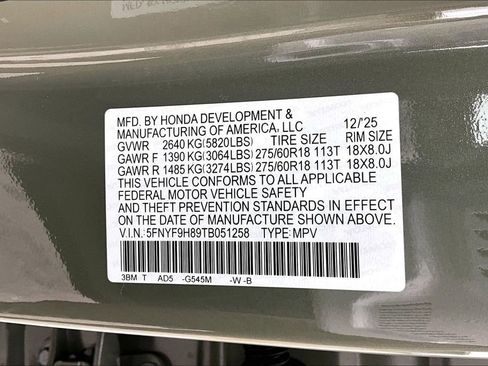 MFD. BY HONDA DEVELOPMENT & 12/'25
MANUFACTURING OF AMERICA, LLC
GVWR 2640 KG(5820LBS) TIRE SIZE RIM SIZE
GAWR F 1390 KG(3064LBS) 275/60R18 113T 18X8.0J
GAWR R 1485 KG(3274LBS) 275/60R18 113T 18X8.0J
THIS VEHICLE CONFORMS TO ALL APPLICABLE
FEDERAL MOTOR VEHICLE SAFETY
AND THEFT PREVENTION STANDARDS IN EFFECT
ON THE DATE OF MANUFACTURE SHOWN ABOVE.
V.I.N.: 5FNYF9H89TB051258 TYPE: MPV
3BM T AD5 -G545M -W -B